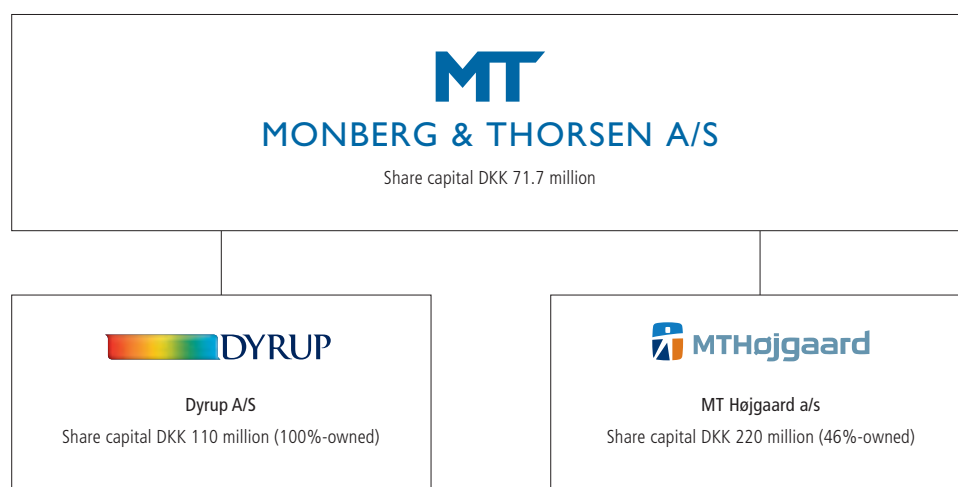 MT
MONBERG & THORSEN A/S
Share capital DKK 71.7 million
DYRUP
Dyrup A/S
Share capital DKK 110 million (100%-owned)
MTHøjgaard
MT Højgaard a/s
Share capital DKK 220 million (46%-owned)